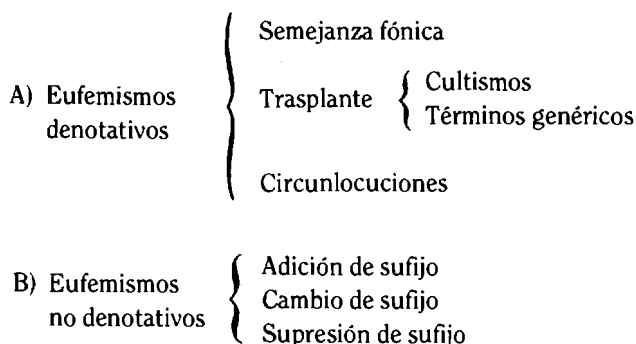 Semejanza fónica
A) Eufemismos
denotativos
Trasplante
Cultismos
Términos genéricos
Circunlocuciones
B) Eufemismos
no denotativos
Adición de sufijo
Cambio de sufijo
Supresión de sufijo